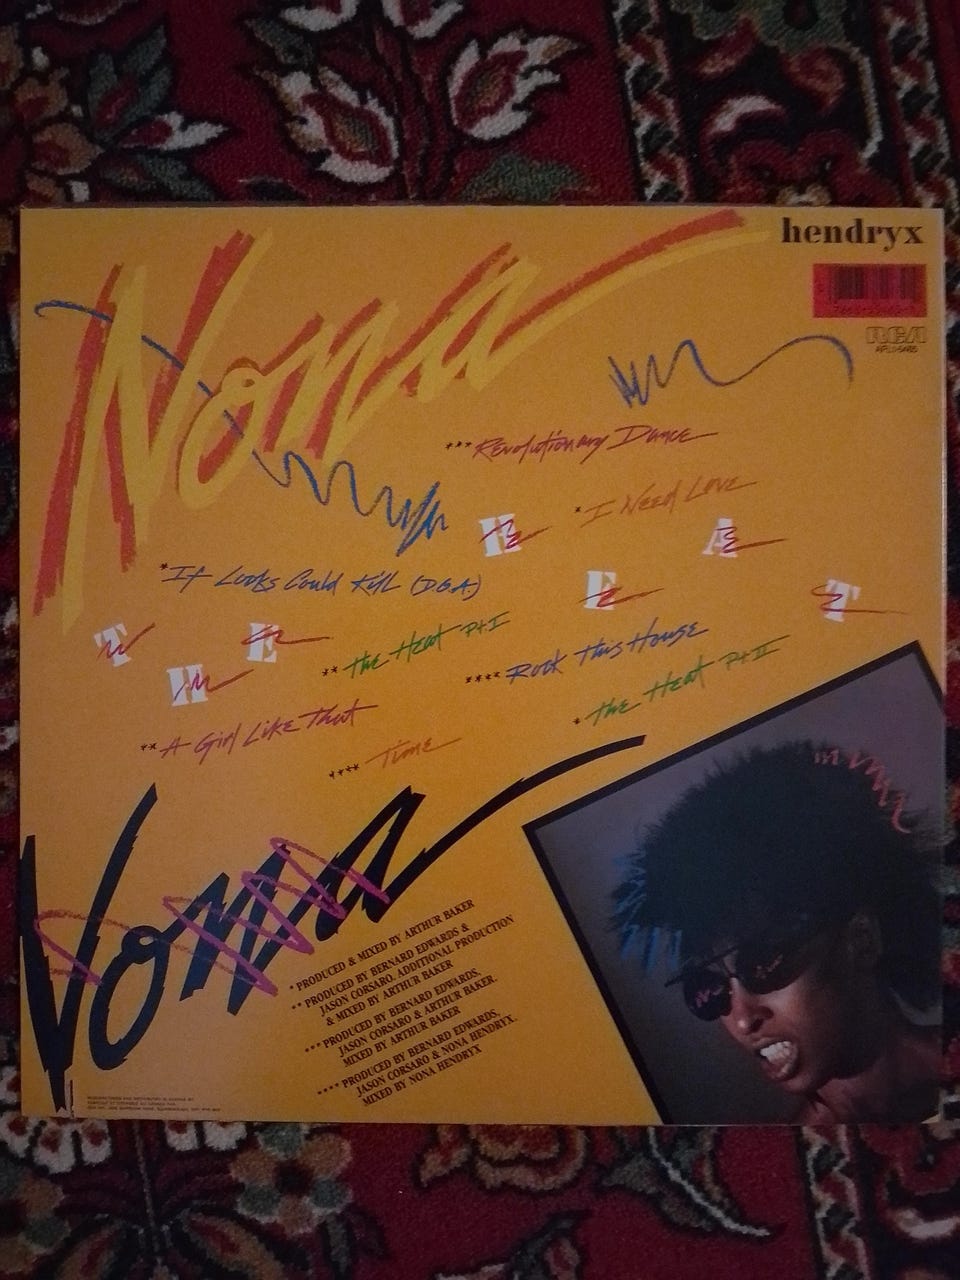 Nona
hendryx
RCA
AFL1-5465
***Revolutionary Dance
*I Need Love
H
E
A
T
*If Looks Could Kill (D.O.A.)
T
H
E
**The Heat Pt. I
****Rock This House
*The Heat Pt. II
**A Girl Like That
****Time
Nona
* PRODUCED & MIXED BY ARTHUR BAKER
** PRODUCED BY BERNARD EDWARDS &
JASON CORSARO. ADDITIONAL PRODUCTION
& MIXED BY ARTHUR BAKER
*** PRODUCED BY BERNARD EDWARDS,
JASON CORSARO & ARTHUR BAKER.
MIXED BY ARTHUR BAKER
**** PRODUCED BY BERNARD EDWARDS,
JASON CORSARO & NONA HENDRYX.
MIXED BY NONA HENDRYX